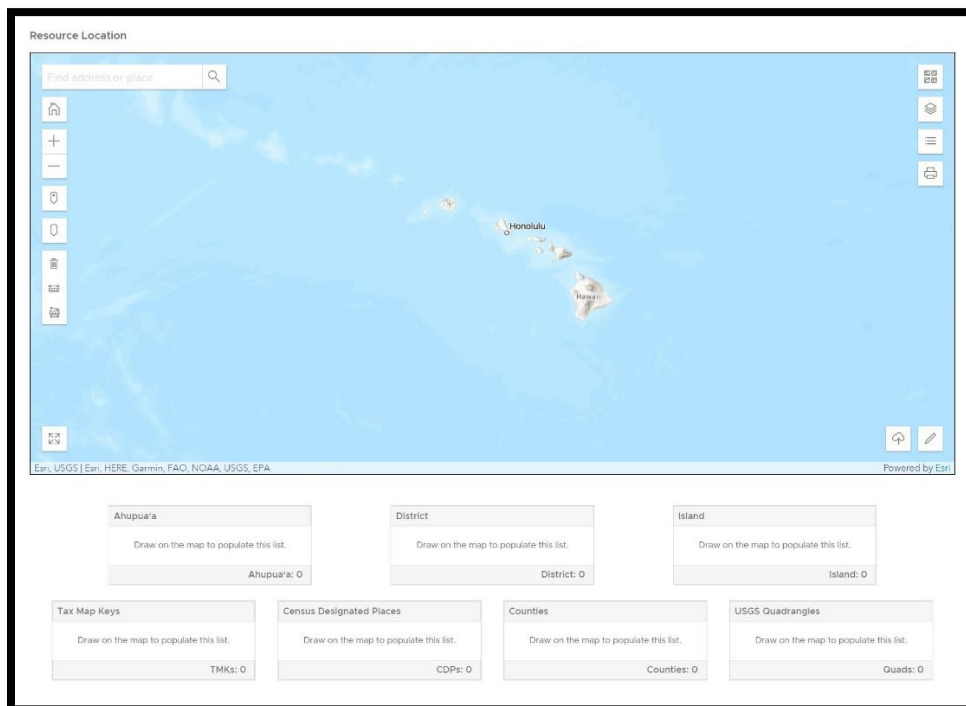 Resource Location
Find address or place
Honolulu
Hawaii
Esri, USGS | Esri, HERE, Garmin, FAO, NOAA, USGS, EPA
Powered by Esri
Ahupuaʻa
District
Island
Draw on the map to populate this list.
Draw on the map to populate this list.
Draw on the map to populate this list.
Ahupuaʻa: 0
District: 0
Island: 0
Tax Map Keys
Census Designated Places
Counties
USGS Quadrangles
Draw on the map to populate this list.
Draw on the map to populate this list.
Draw on the map to populate this list.
Draw on the map to populate this list.
TMKs: 0
CDPs: 0
Counties: 0
Quads: 0